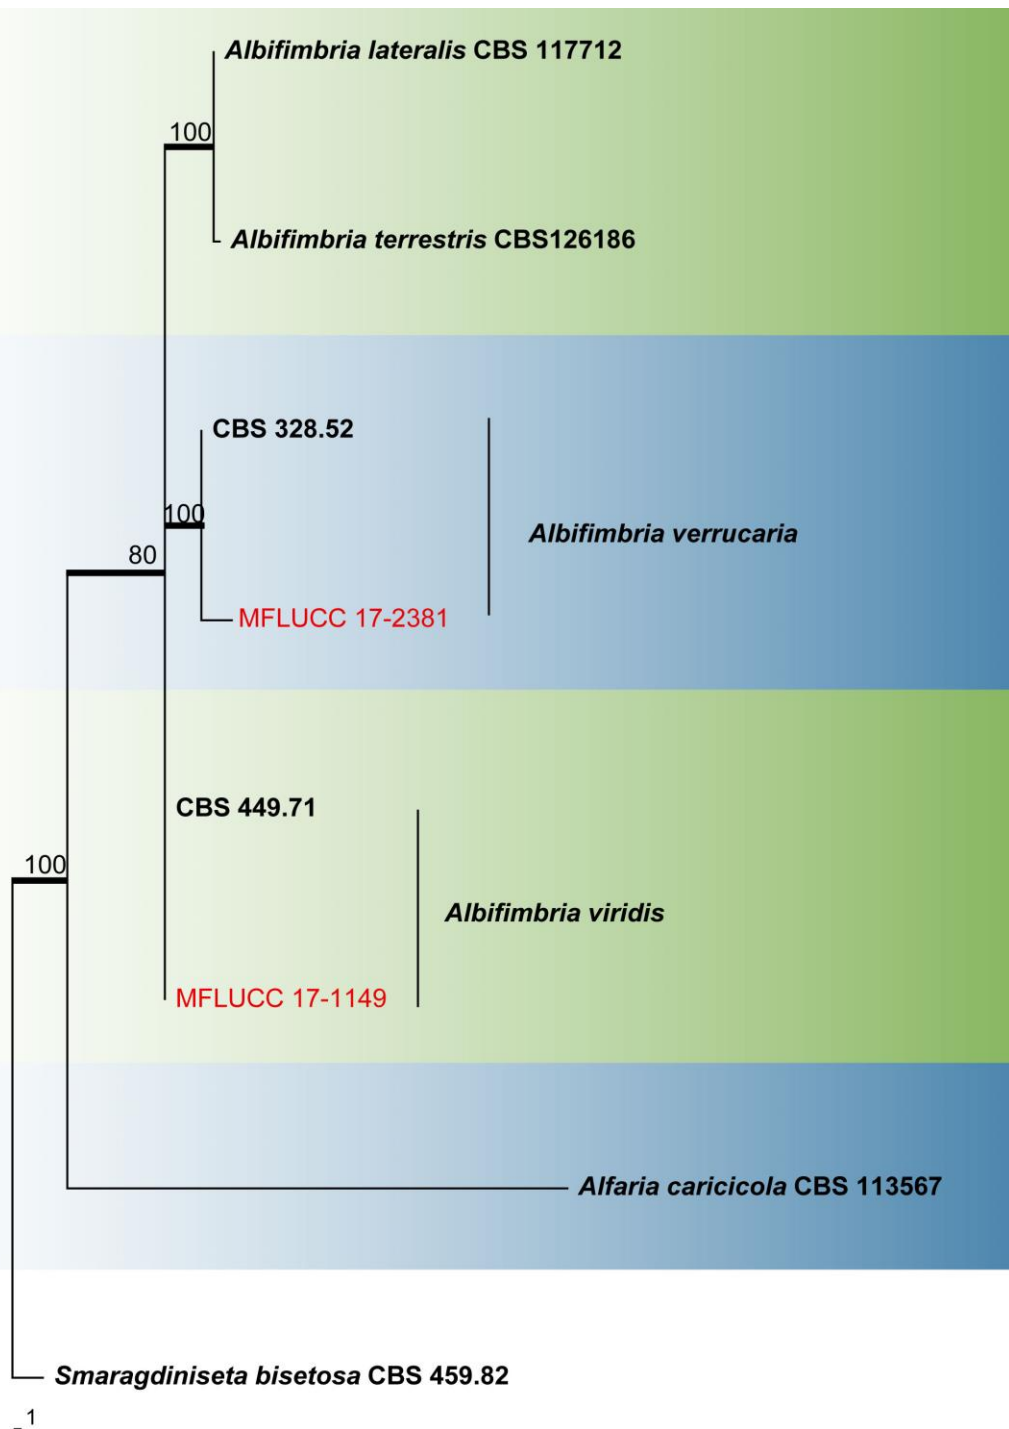 Albifimbria lateralis CBS 117712
100
Albifimbria terrestris CBS126186
CBS 328.52
100
Albifimbria verrucaria
80
MFLUCC 17-2381
CBS 449.71
100
Albifimbria viridis
MFLUCC 17-1149
Alfaria caricicola CBS 113567
Smaragdiniseta bisetosa CBS 459.82
1